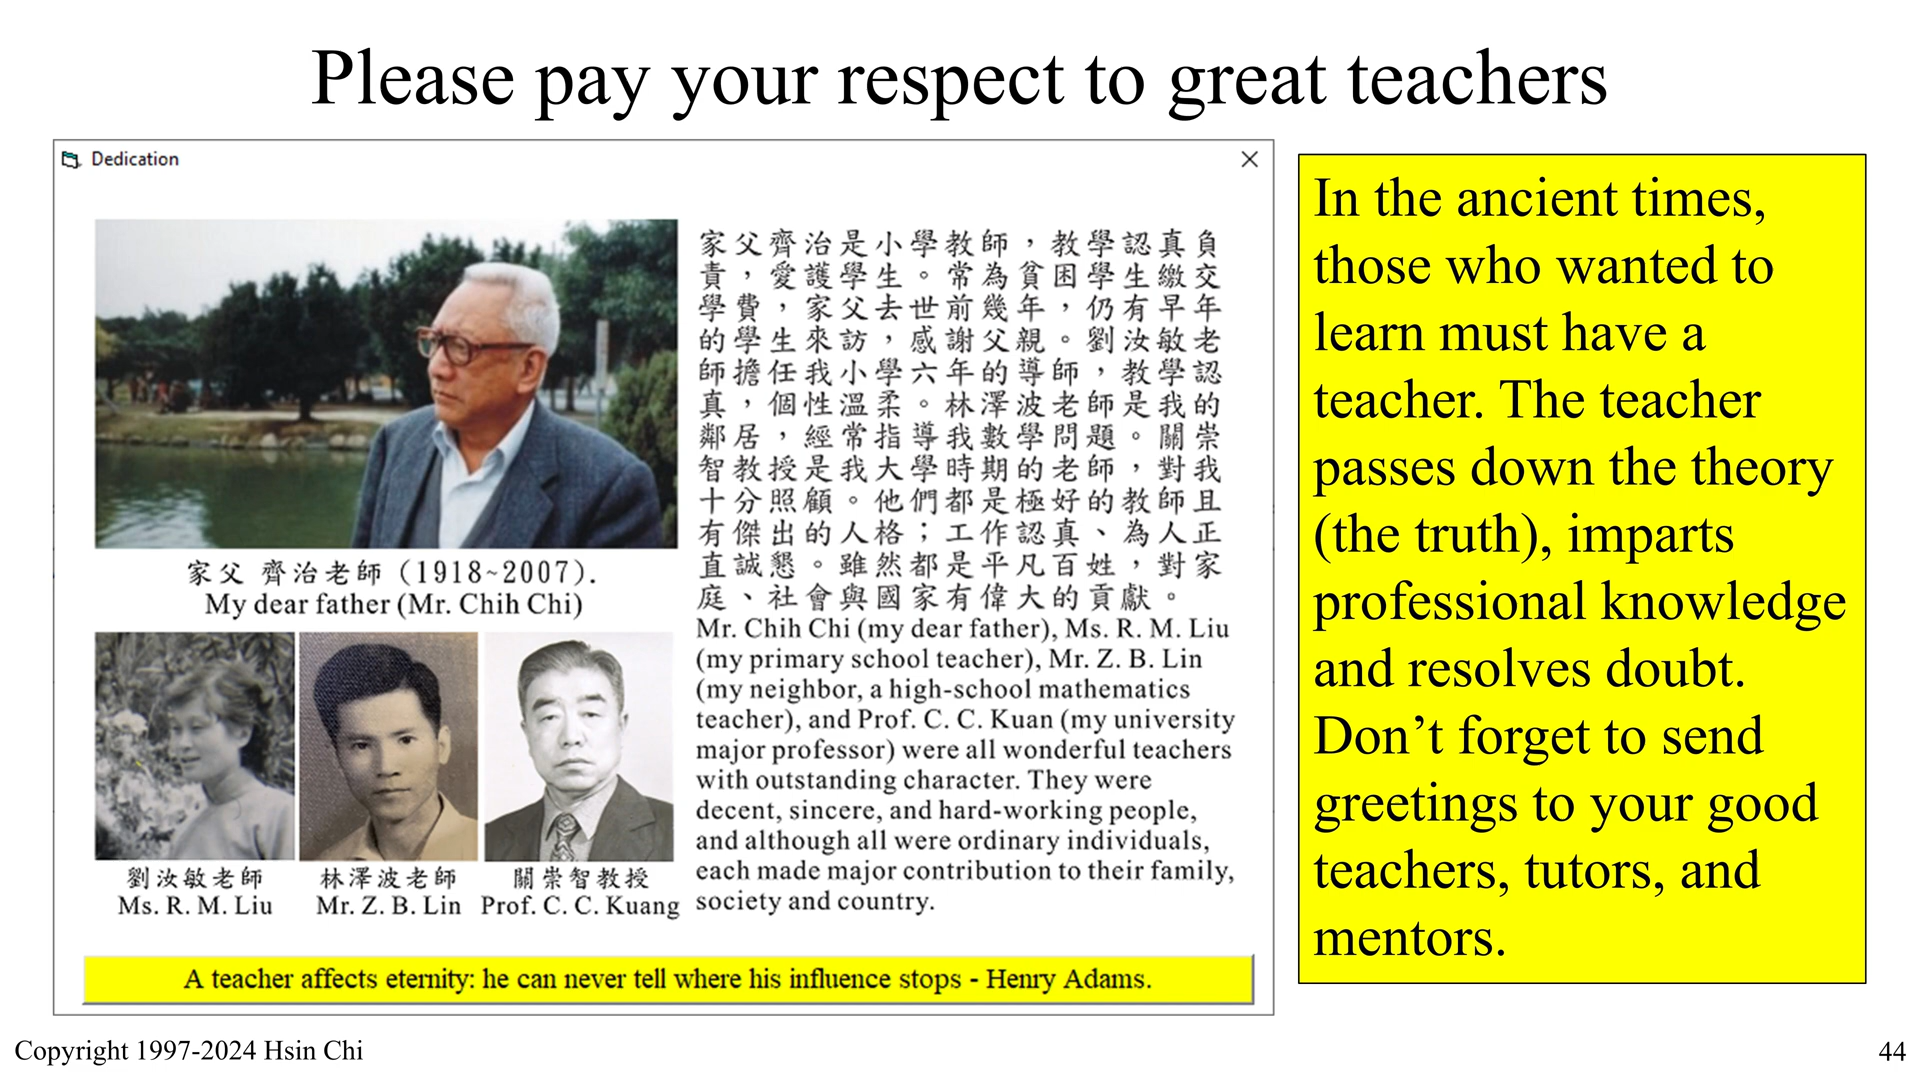 Please pay your respect to great teachers
Dedication
家父齊治是小學教師，教學認真負
責，愛護學生。常為貧困學生繳交
學費，家父去世前幾年，仍有早年
的學生來訪，感謝父親。劉汝敏老
師擔任我小學六年的導師，教學認
真，個性溫柔。林澤波老師是我的
鄰居，經常指導我數學問題。關崇
智教授是我大學時期的老師，對我
十分照顧。他們都是極好的教師且
有傑出的人格；工作認真、為人正
直誠懇。雖然都是平凡百姓，對家
庭、社會與國家有偉大的貢獻。
Mr. Chih Chi (my dear father), Ms. R. M. Liu
(my primary school teacher), Mr. Z. B. Lin
(my neighbor, a high-school mathematics
teacher), and Prof. C. C. Kuan (my university
major professor) were all wonderful teachers
with outstanding character. They were
decent, sincere, and hard-working people,
and although all were ordinary individuals,
each made major contribution to their family,
society and country.
家父 齊治老師 (1918~2007).
My dear father (Mr. Chih Chi)
劉汝敏老師
Ms. R. M. Liu
林澤波老師
Mr. Z. B. Lin
關崇智教授
Prof. C. C. Kuang
A teacher affects eternity: he can never tell where his influence stops - Henry Adams.
In the ancient times,
those who wanted to
learn must have a
teacher. The teacher
passes down the theory
(the truth), imparts
professional knowledge
and resolves doubt.
Don’t forget to send
greetings to your good
teachers, tutors, and
mentors.
Copyright 1997-2024 Hsin Chi
44